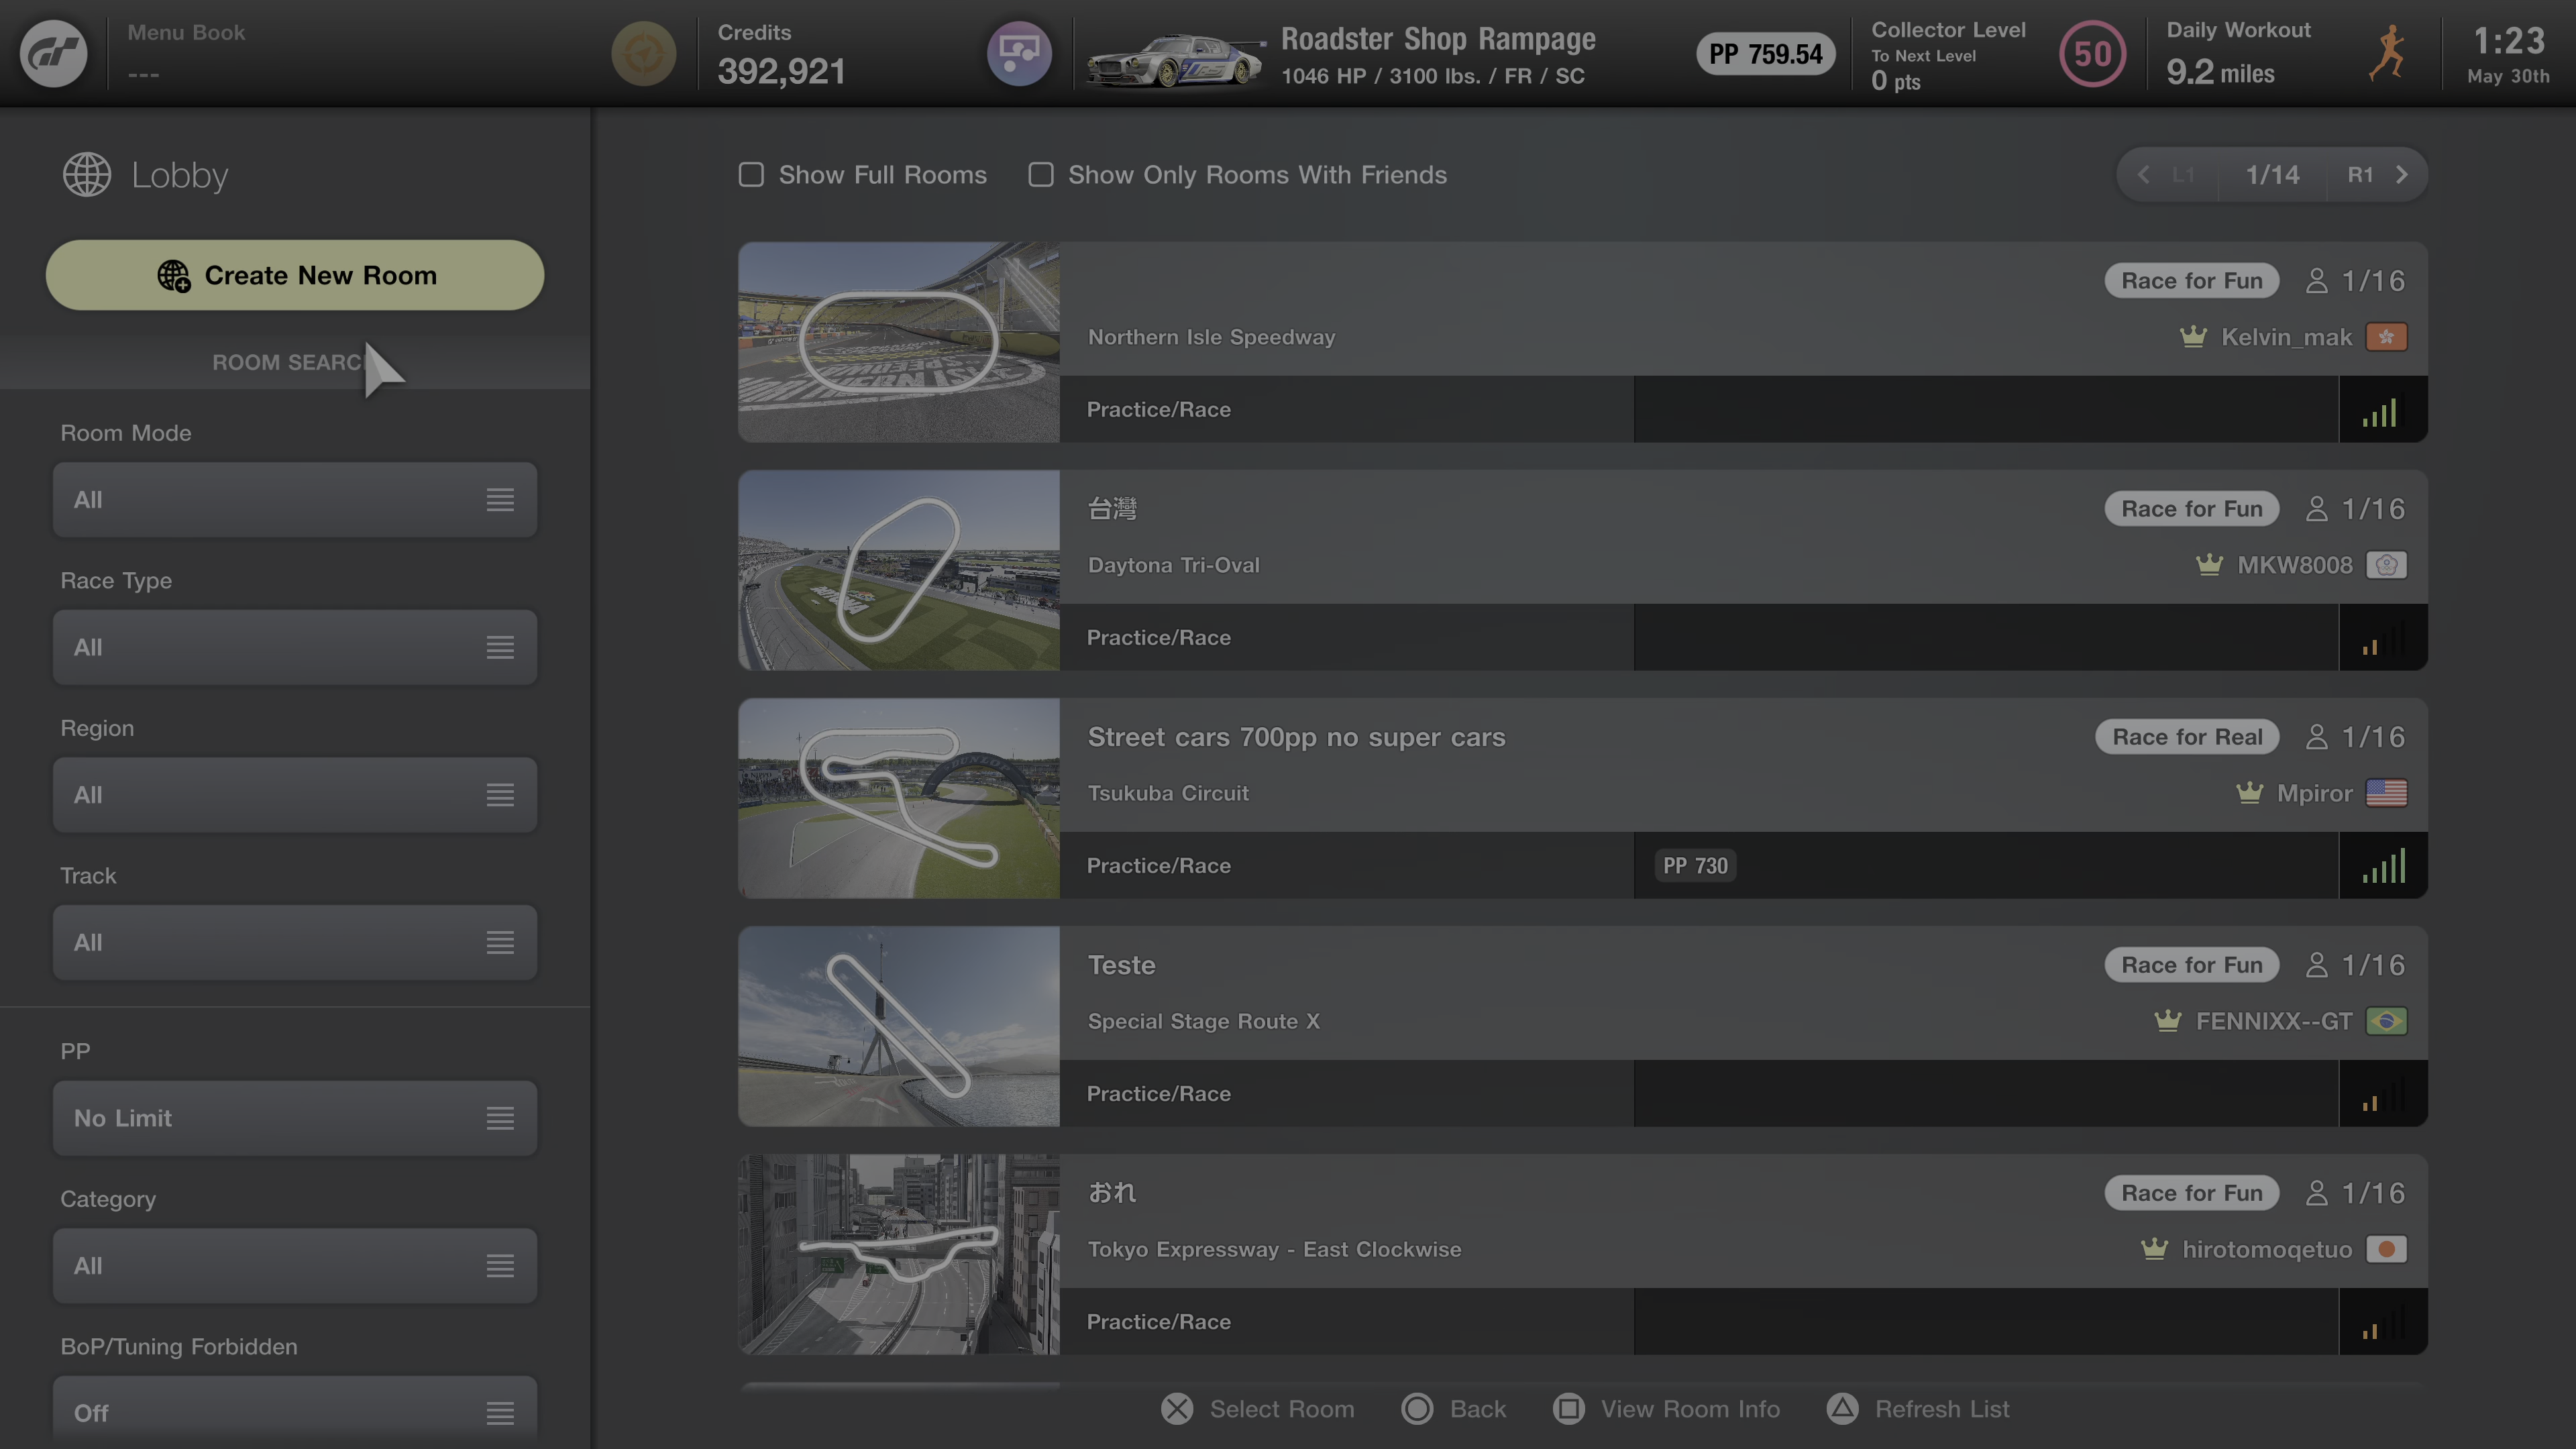 Menu Book
---
Credits
392,921
Roadster Shop Rampage
1046 HP / 3100 lbs. / FR / SC
PP 759.54
Collector Level
To Next Level
0 pts
50
Daily Workout
9.2 miles
1:23
May 30th
Lobby
Create New Room
ROOM SEARC
Room Mode
All
Race Type
All
Region
All
Track
All
PP
No Limit
Category
All
BoP/Tuning Forbidden
Off
Show Full Rooms
Show Only Rooms With Friends
L1
1/14
R1
Race for Fun
1/16
Northern Isle Speedway
Kelvin_mak
Practice/Race
台灣
Race for Fun
1/16
Daytona Tri-Oval
MKW8008
Practice/Race
Street cars 700pp no super cars
Race for Real
1/16
Tsukuba Circuit
Mpiror
DUNLOP
Practice/Race
PP 730
Teste
Race for Fun
1/16
Special Stage Route X
FENNIXX--GT
Practice/Race
おれ
Race for Fun
1/16
Tokyo Expressway - East Clockwise
hirotomoqetuo
Practice/Race
Select Room
Back
View Room Info
Refresh List